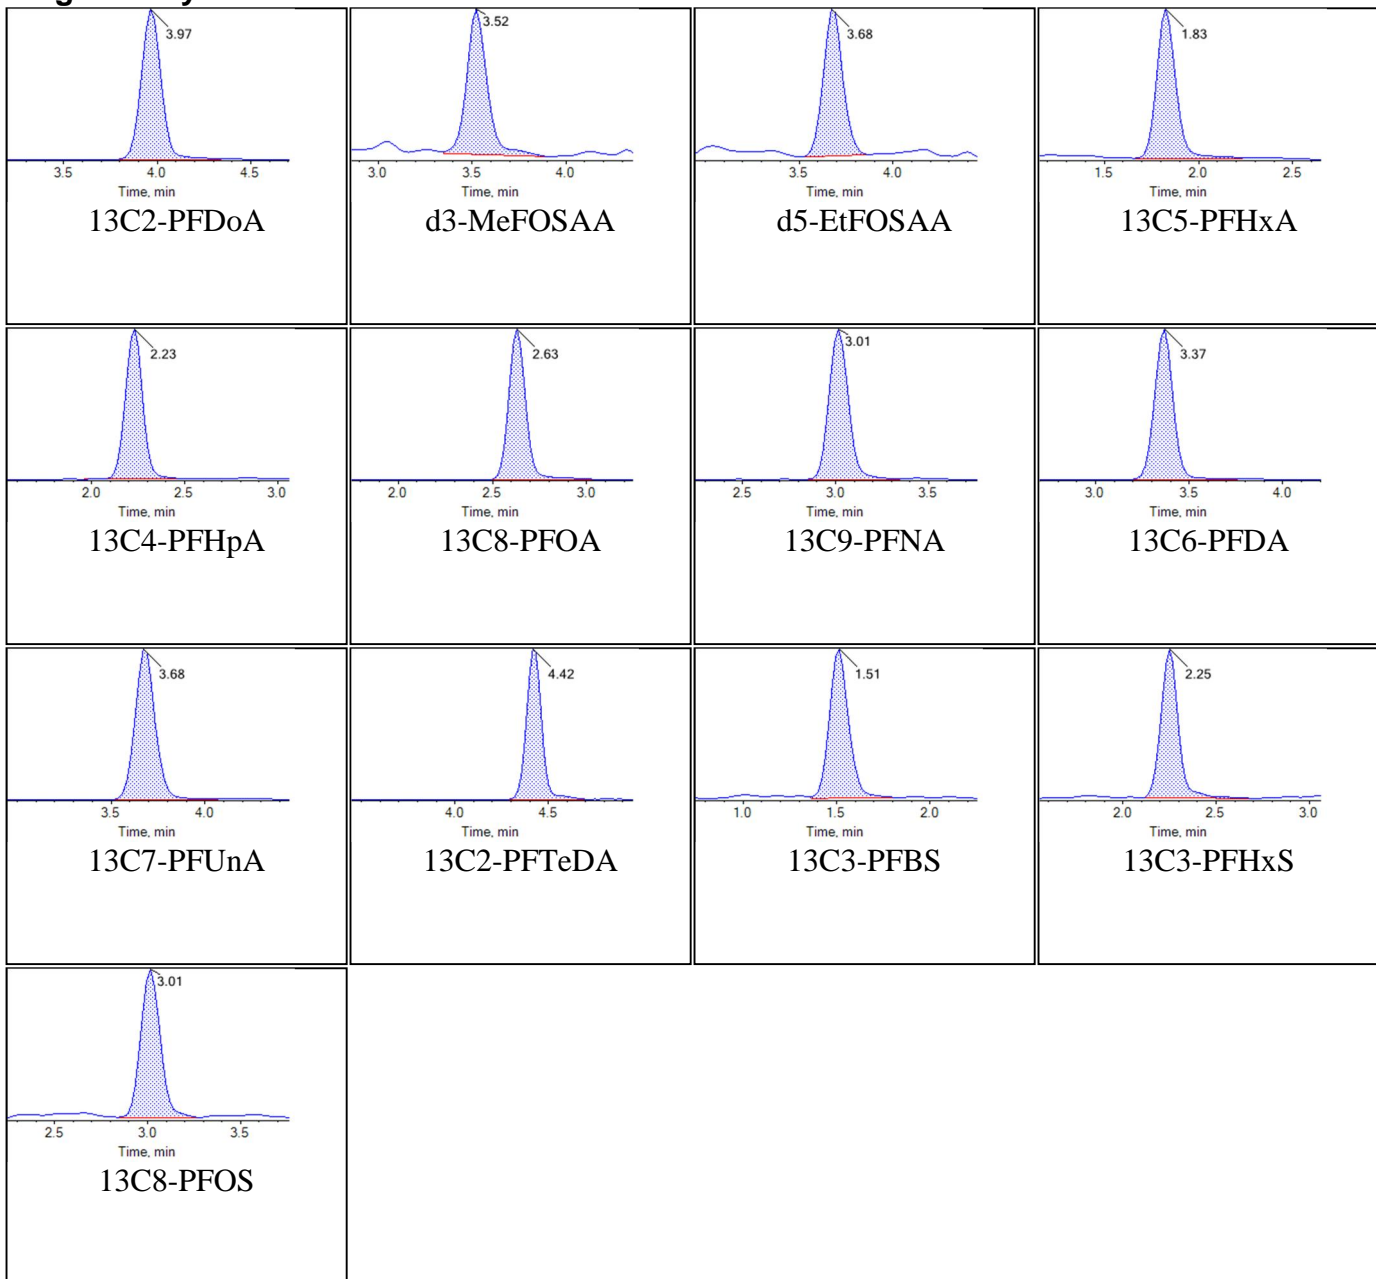 3.97
3.5 4.0 4.5
Time, min
13C2-PFDoA
3.52
3.0 3.5 4.0
Time, min
d3-MeFOSAA
3.68
3.5 4.0
Time, min
d5-EtFOSAA
1.83
1.5 2.0 2.5
Time, min
13C5-PFHxA
2.23
2.0 2.5 3.0
Time, min
13C4-PFHpA
2.63
2.0 2.5 3.0
Time, min
13C8-PFOA
3.01
2.5 3.0 3.5
Time, min
13C9-PFNA
3.37
3.0 3.5 4.0
Time, min
13C6-PFDA
3.68
3.5 4.0
Time, min
13C7-PFUnA
4.42
4.0 4.5
Time, min
13C2-PFTeDA
1.51
1.0 1.5 2.0
Time, min
13C3-PFBS
2.25
2.0 2.5 3.0
Time, min
13C3-PFHxS
3.01
2.5 3.0 3.5
Time, min
13C8-PFOS